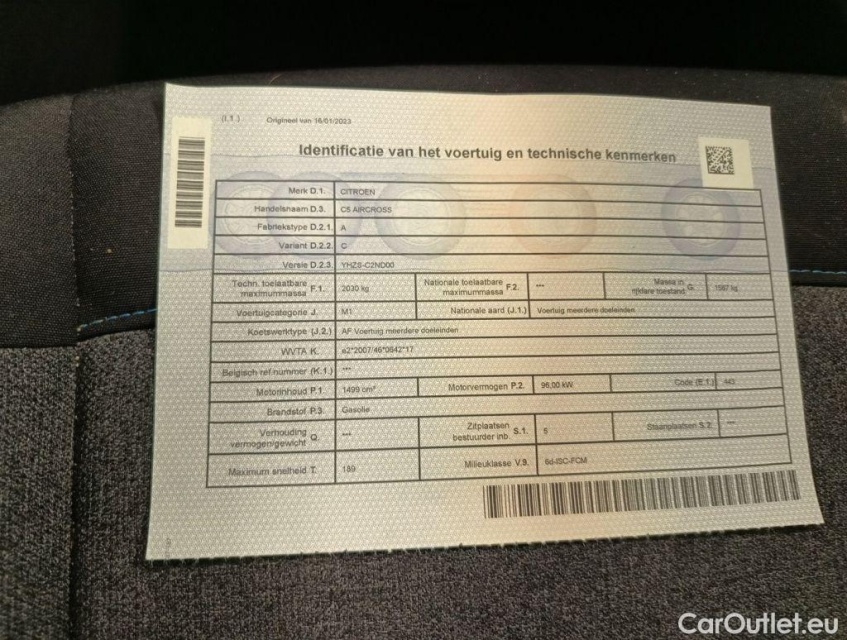 (I.1.) Origineel van 16/01/2023
Identificatie van het voertuig en technische kenmerken
Merk D.1. CITROEN
Handelsnaam D.3. C5 AIRCROSS
Fabriekstype D.2.1. A
Variant D.2.2. C
Versie D.2.3. YHZS-C2ND00
Techn. toelaatbare maximummassa F.1. 2030 kg Nationale toelaatbare maximummassa F.2. --- Massa in rijklare toestand G. kg
Voertuigcategorie J. M1 Nationale aard (J.1.) Voertuig meerdere doeleinden
Koetswerktype (J.2.) AF Voertuig meerdere doeleinden
WVTA K. e2*2007/46*0642*17
Belgisch ref.nummer (K.1.) ---
Motorinhoud P.1. 1499 cm³ Motorvermogen P.2. 96,00 kW Code (E.1.)
Brandstof P.3. Gasolie
Verhouding vermogen/gewicht Q. --- Zitplaatsen bestuurder inb. S.1. 5 Staanplaatsen S.2.
Maximum snelheid T. 189 Milieuklasse V.9. 6d-ISC-FCM
CarOutlet.eu